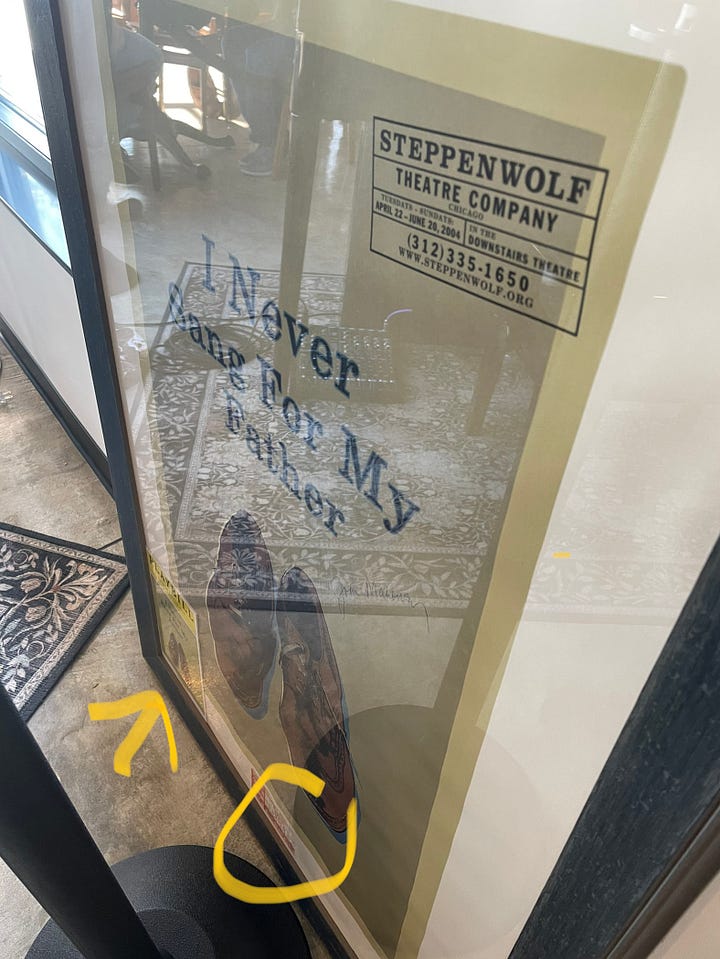 STEPPENWOLF
THEATRE COMPANY
CHICAGO
TUESDAYS - SUNDAYS:
APRIL 22 - JUNE 20, 2004
IN THE
DOWNSTAIRS THEATRE
(312)335-1650
WWW.STEPPENWOLF.ORG
I Never
Sang For My
Father
PLAYBILL